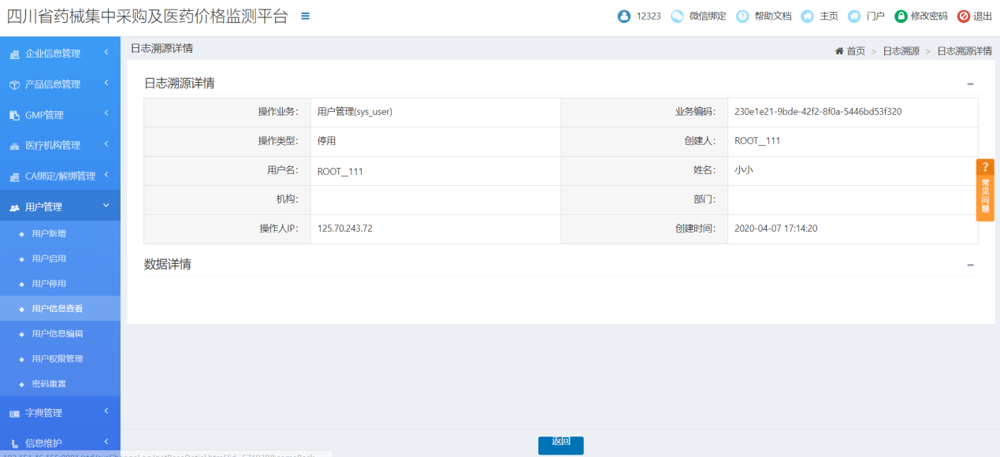 四川省药械集中采购及医药价格监测平台
12323 微信绑定 帮助文档 主页 门户 修改密码 退出
企业信息管理
产品信息管理
GMP管理
医疗机构管理
CA绑定/解绑管理
用户管理
用户新增
用户启用
用户停用
用户信息查看
用户信息编辑
用户权限管理
密码重置
字典管理
信息维护
日志溯源详情
首页 > 日志溯源 > 日志溯源详情
日志溯源详情
操作业务: 用户管理(sys_user) 业务编码: 230e1e21-9bde-42f2-8f0a-5446bd53f320
操作类型: 停用 创建人: ROOT__111
用户名: ROOT__111 姓名: 小小
机构: 部门:
操作人IP: 125.70.243.72 创建时间: 2020-04-07 17:14:20
数据详情
返回
?
常见问题